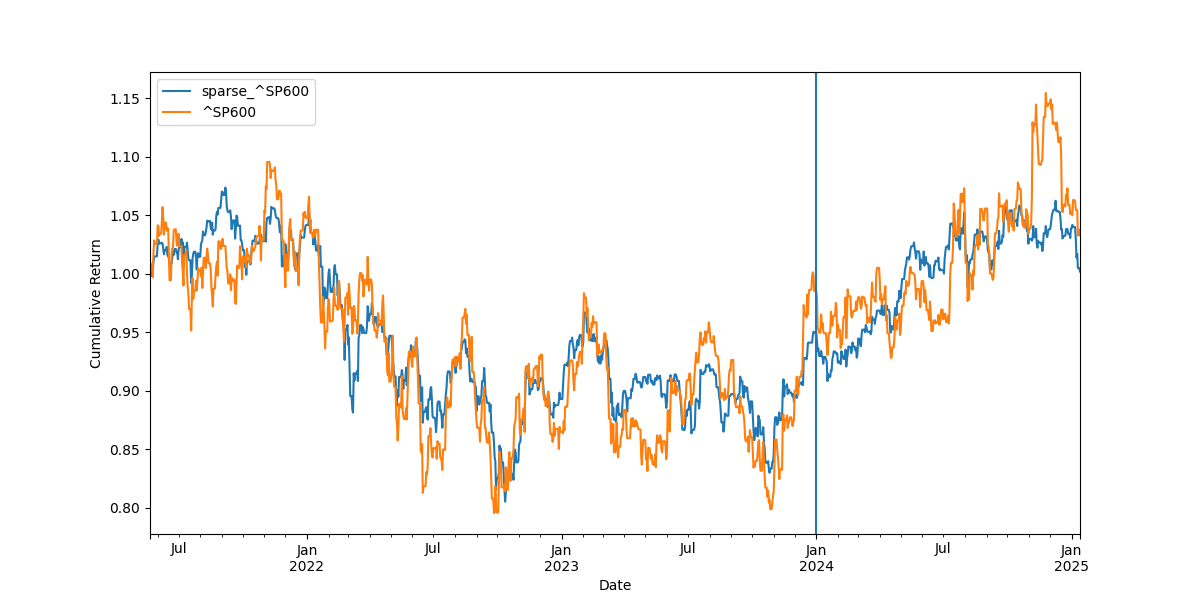 sparse_^SP600
^SP600
1.15
1.10
1.05
1.00
0.95
0.90
0.85
0.80
Cumulative Return
Jul
Jan
2022
Jul
Jan
2023
Jul
Jan
2024
Jul
Jan
2025
Date